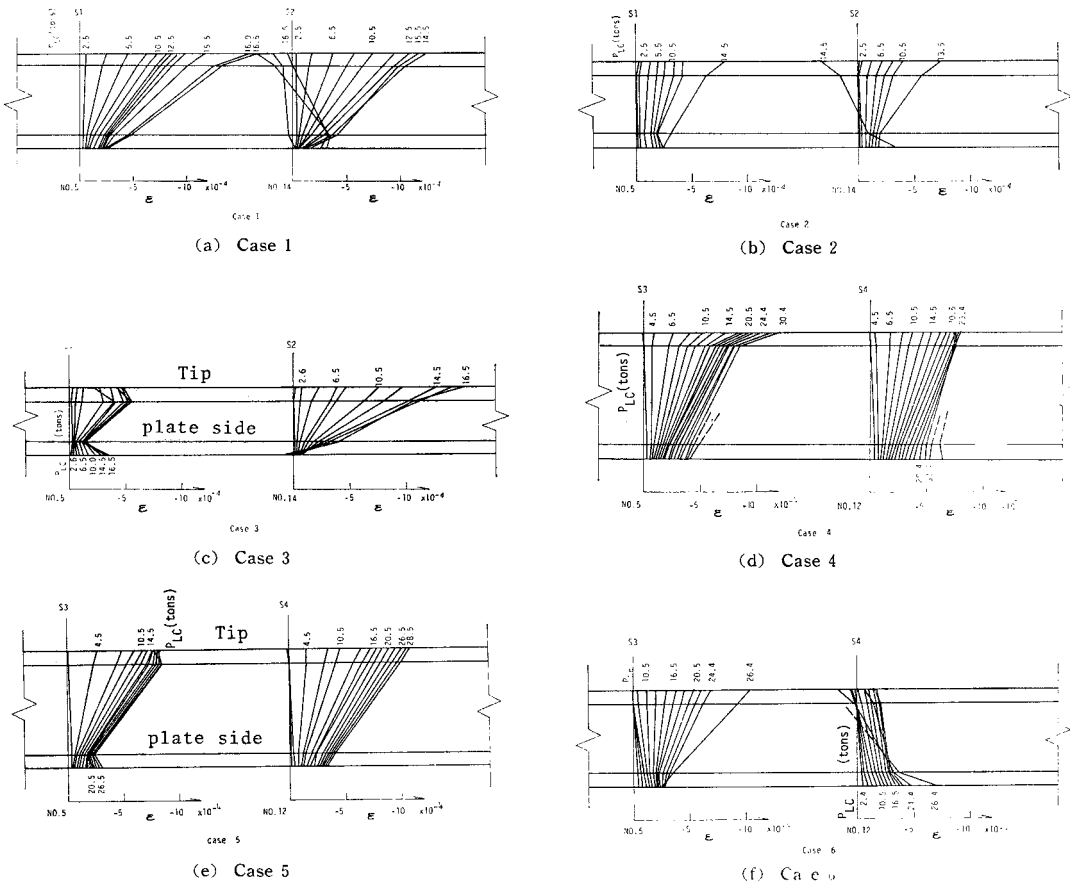 S1
S2
P_LC (tons)
2.5
6.5
10.5
12.5
15.5
16.5
16.5
2.5
6.5
10.5
12.5
15.5
14.5
NO.5
-5
-10 x10⁻⁴
ε
NO.14
-5
-10 x10⁻⁴
ε
Case 1
(a) Case 1
S1
S2
P_LC (tons)
2.5
6.5
10.5
14.5
14.5
2.5
6.5
10.5
13.5
NO.5
-5
-10 x10⁻⁴
ε
NO.14
-5
-10 x10⁻⁴
ε
Case 2
(b) Case 2
S2
Tip
2.6
6.5
10.5
14.5
16.5
(tons)
plate side
P_LC
2.6
6.5
10.0
14.5
16.5
NO.5
-5
-10 x10⁻⁴
ε
NO.14
-5
-10 x10⁻⁴
ε
Case 3
(c) Case 3
S3
S4
4.5
6.5
10.5
14.5
20.5
24.4
30.4
4.5
6.5
10.5
14.5
P_LC (tons)
NO.5
-5
-10
ε
NO.12
-10
ε
Case 4
(d) Case 4
S3
S4
4.5
10.5
14.5
P_LC (tons)
Tip
4.5
10.5
16.5
20.5
26.5
28.5
plate side
20.5
26.5
NO.5
-5
-10 x10⁻⁴
ε
NO.12
-5
-10 x10⁻⁴
ε
case 5
(e) Case 5
S3
S4
10.5
16.5
20.5
24.4
26.4
(tons)
P_LC
2.4
10.5
16.5
26.4
NO.5
-5
-10
ε
NO.12
-10
ε
Case 6
(f)